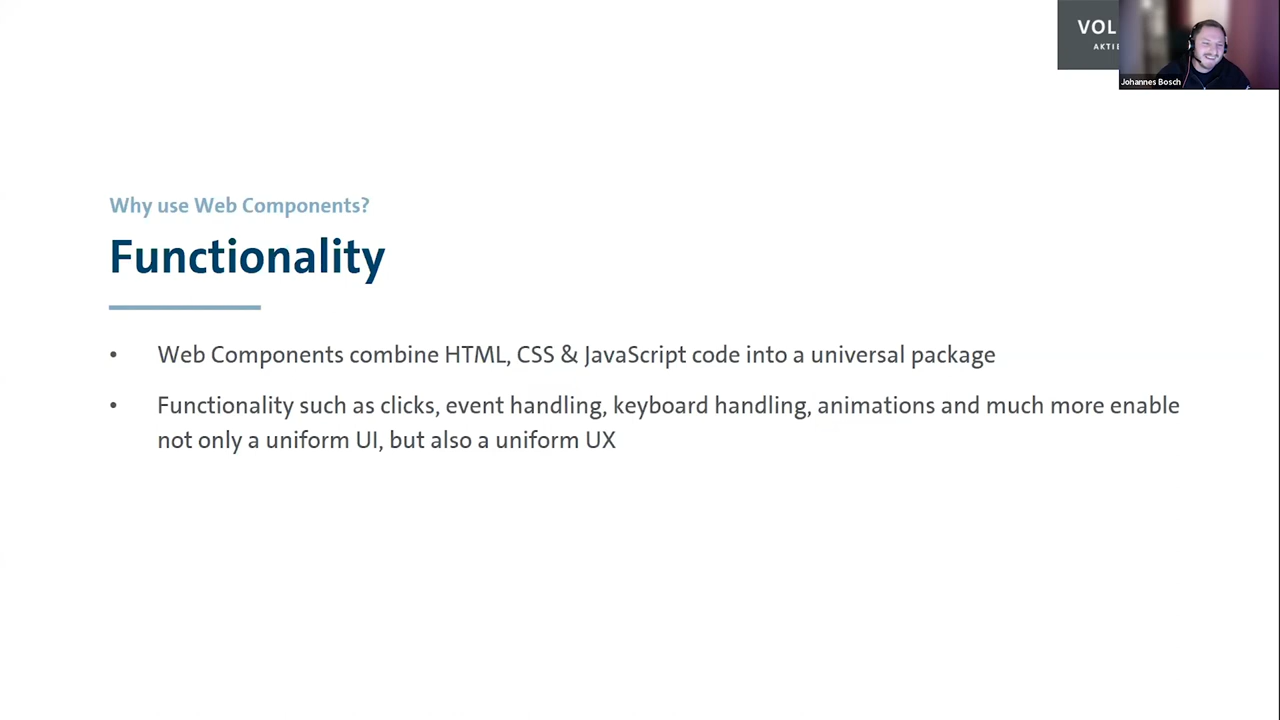 VOL
AKTIE
Johannes Bosch
Why use Web Components?
Functionality
• Web Components combine HTML, CSS & JavaScript code into a universal package
• Functionality such as clicks, event handling, keyboard handling, animations and much more enable
not only a uniform UI, but also a uniform UX